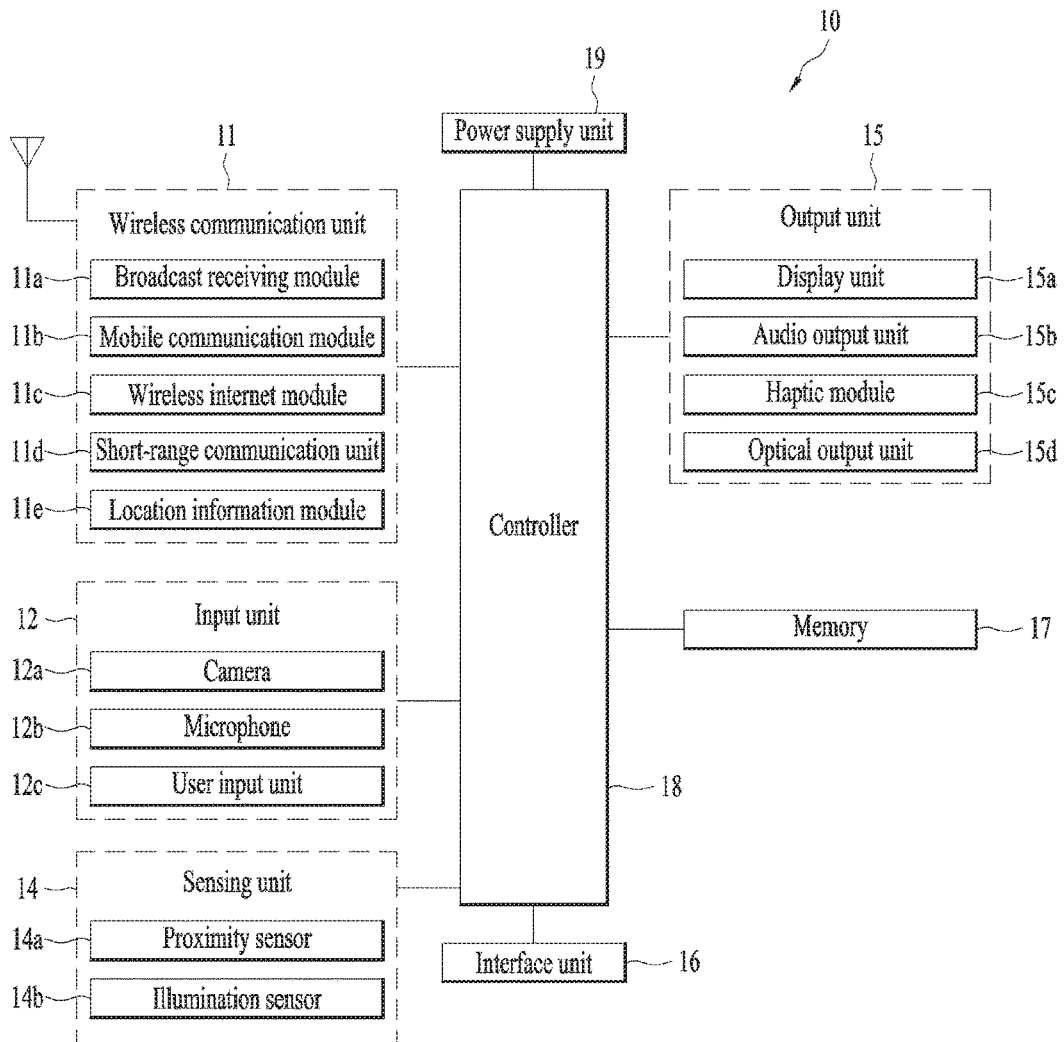 10
19
Power supply unit
11
Wireless communication unit
11a
Broadcast receiving module
11b
Mobile communication module
11c
Wireless internet module
11d
Short-range communication unit
11e
Location information module
12
Input unit
12a
Camera
12b
Microphone
12c
User input unit
14
Sensing unit
14a
Proximity sensor
14b
Illumination sensor
Controller
18
Interface unit
16
15
Output unit
Display unit
15a
Audio output unit
15b
Haptic module
15c
Optical output unit
15d
Memory
17